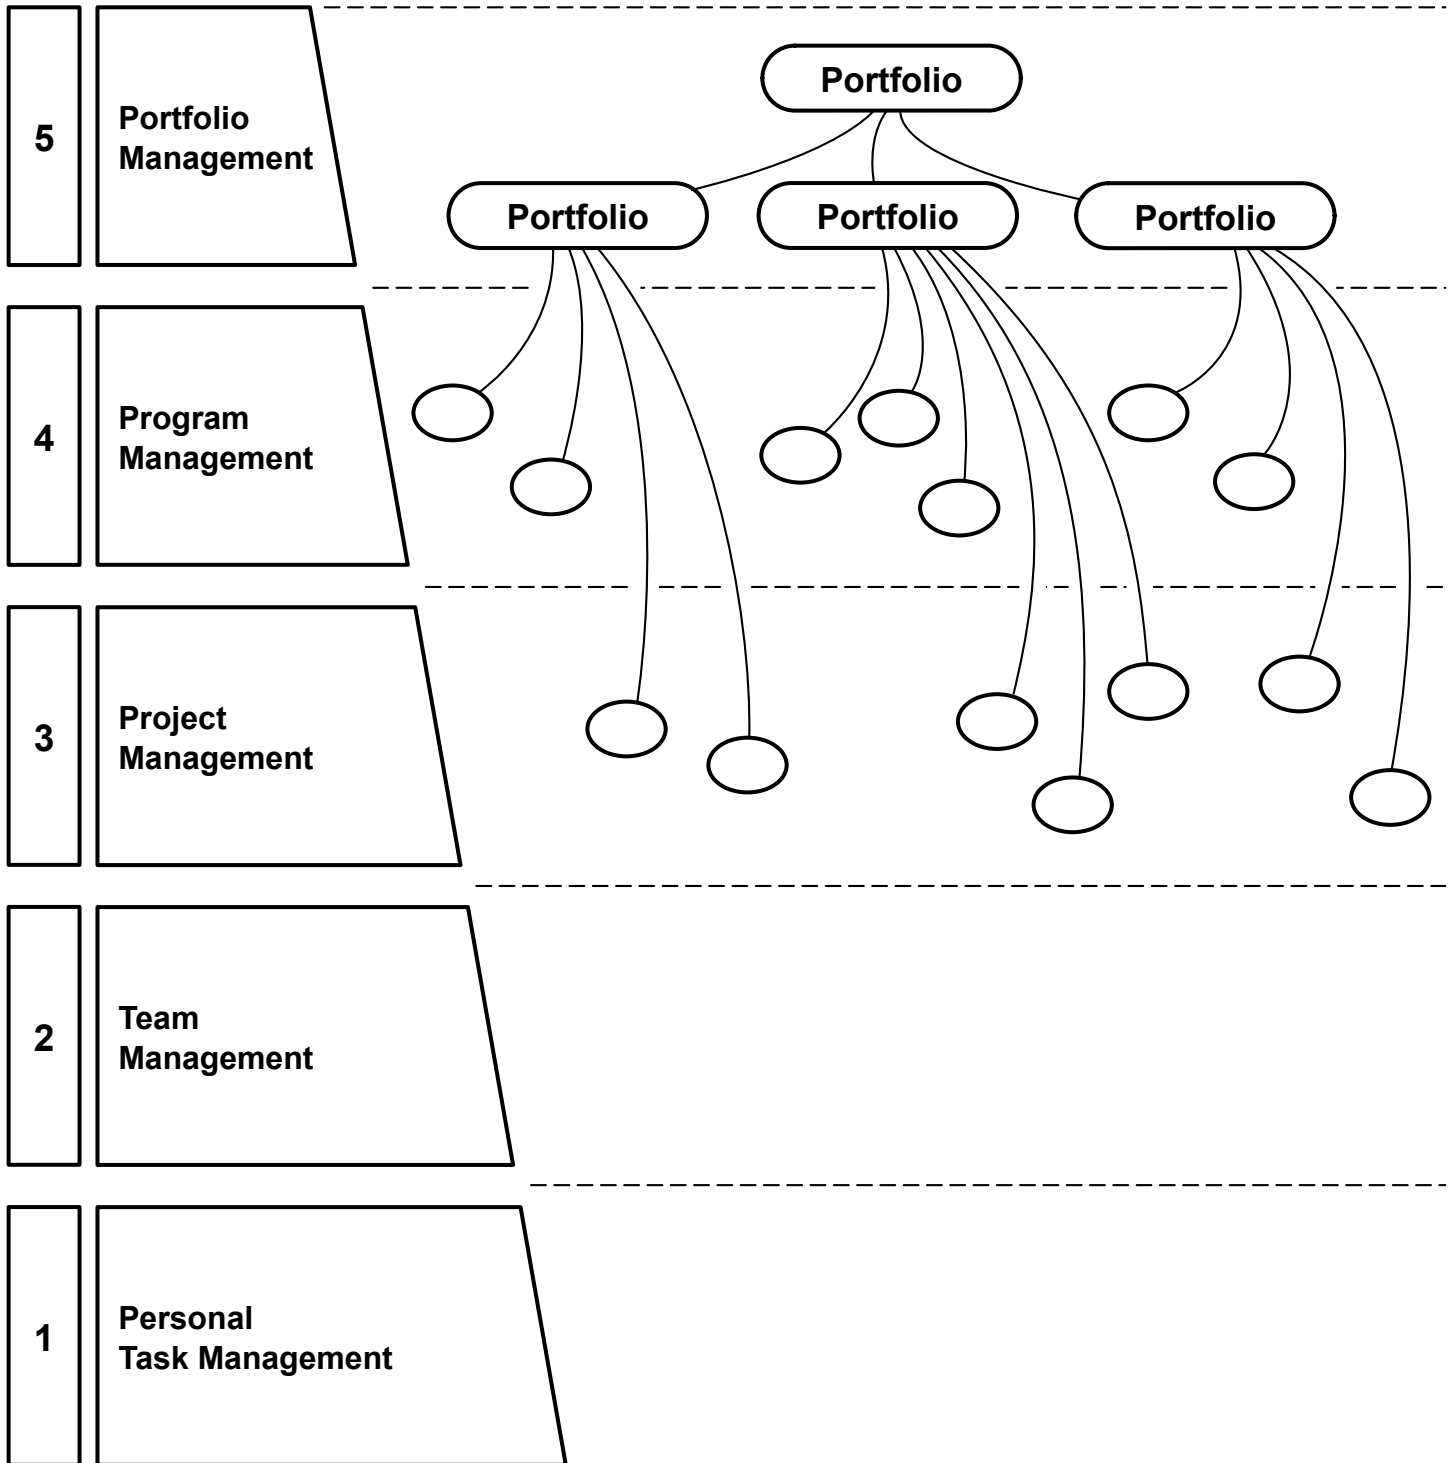 5
Portfolio
Management
Portfolio
Portfolio
Portfolio
Portfolio
4
Program
Management
3
Project
Management
2
Team
Management
1
Personal
Task Management